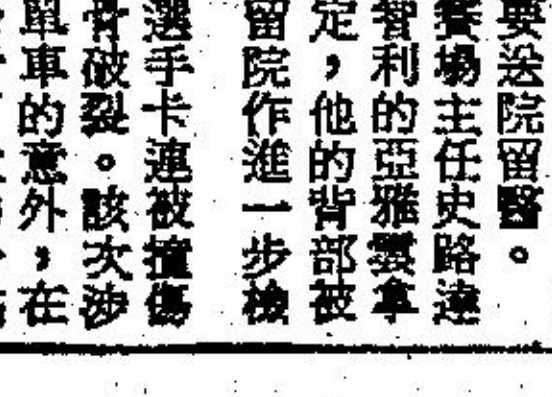 要送院留醫。
賽場主任史路達
智利的亞雅雲拿
定，他的背部被
留院作進一步檢
選手卡連被撞傷
骨破裂。該次涉
單車的意外，在